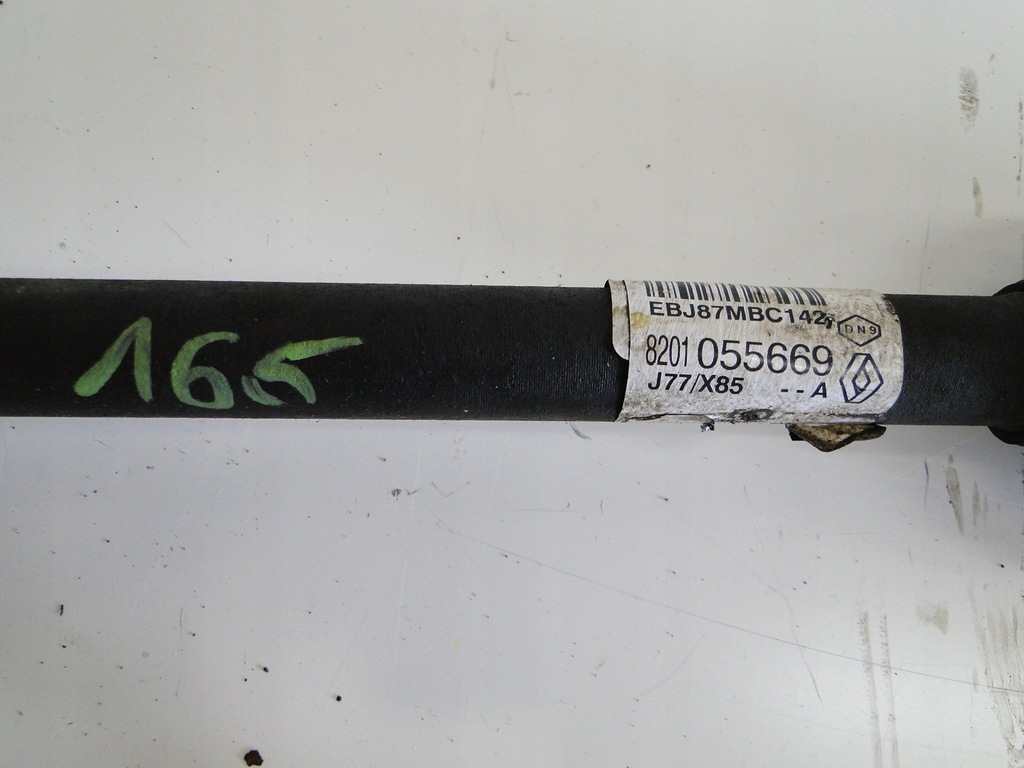 165
EBJ87MBC142
DN9
8201 055669
J77/X85 --A